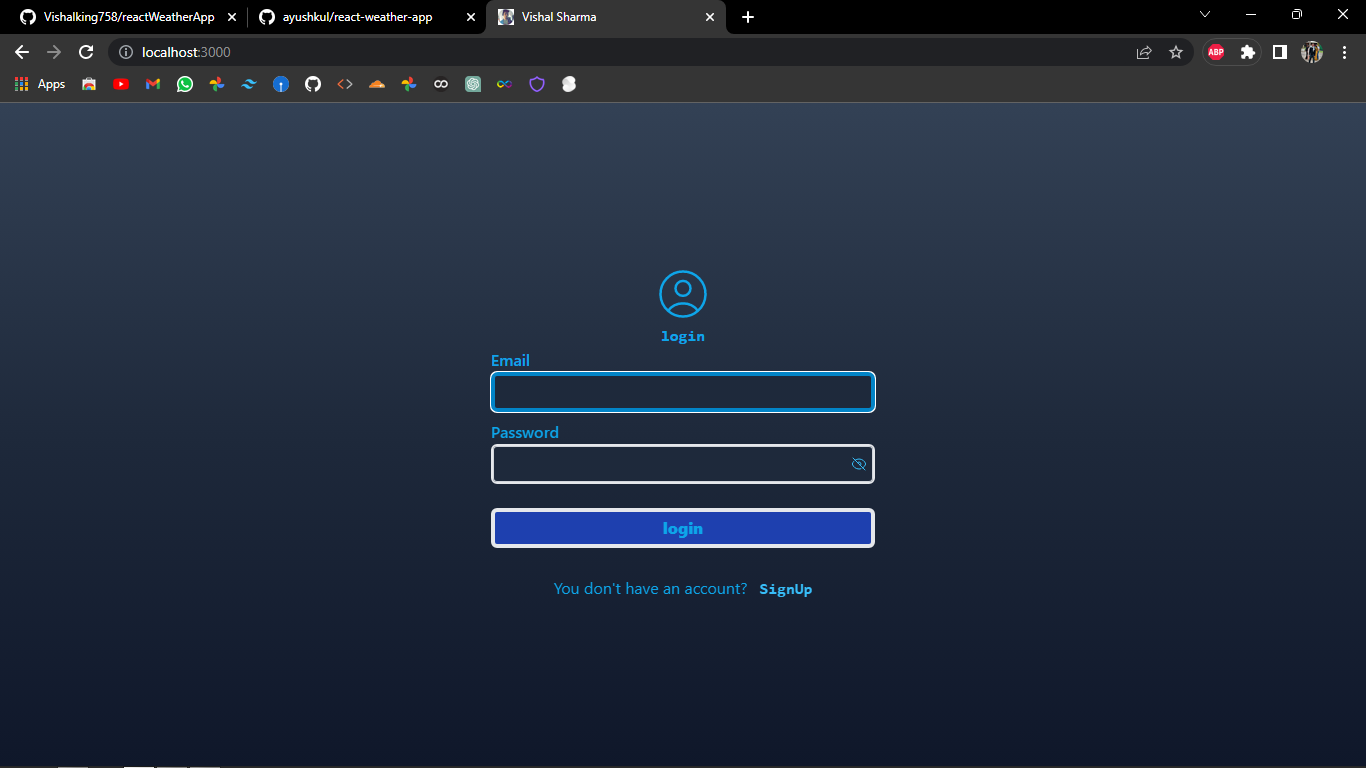 Vishalking758/reactWeatherApp
ayushkul/react-weather-app
Vishal Sharma
localhost:3000
ABP
Apps
login
Email
Password
login
You don't have an account? SignUp